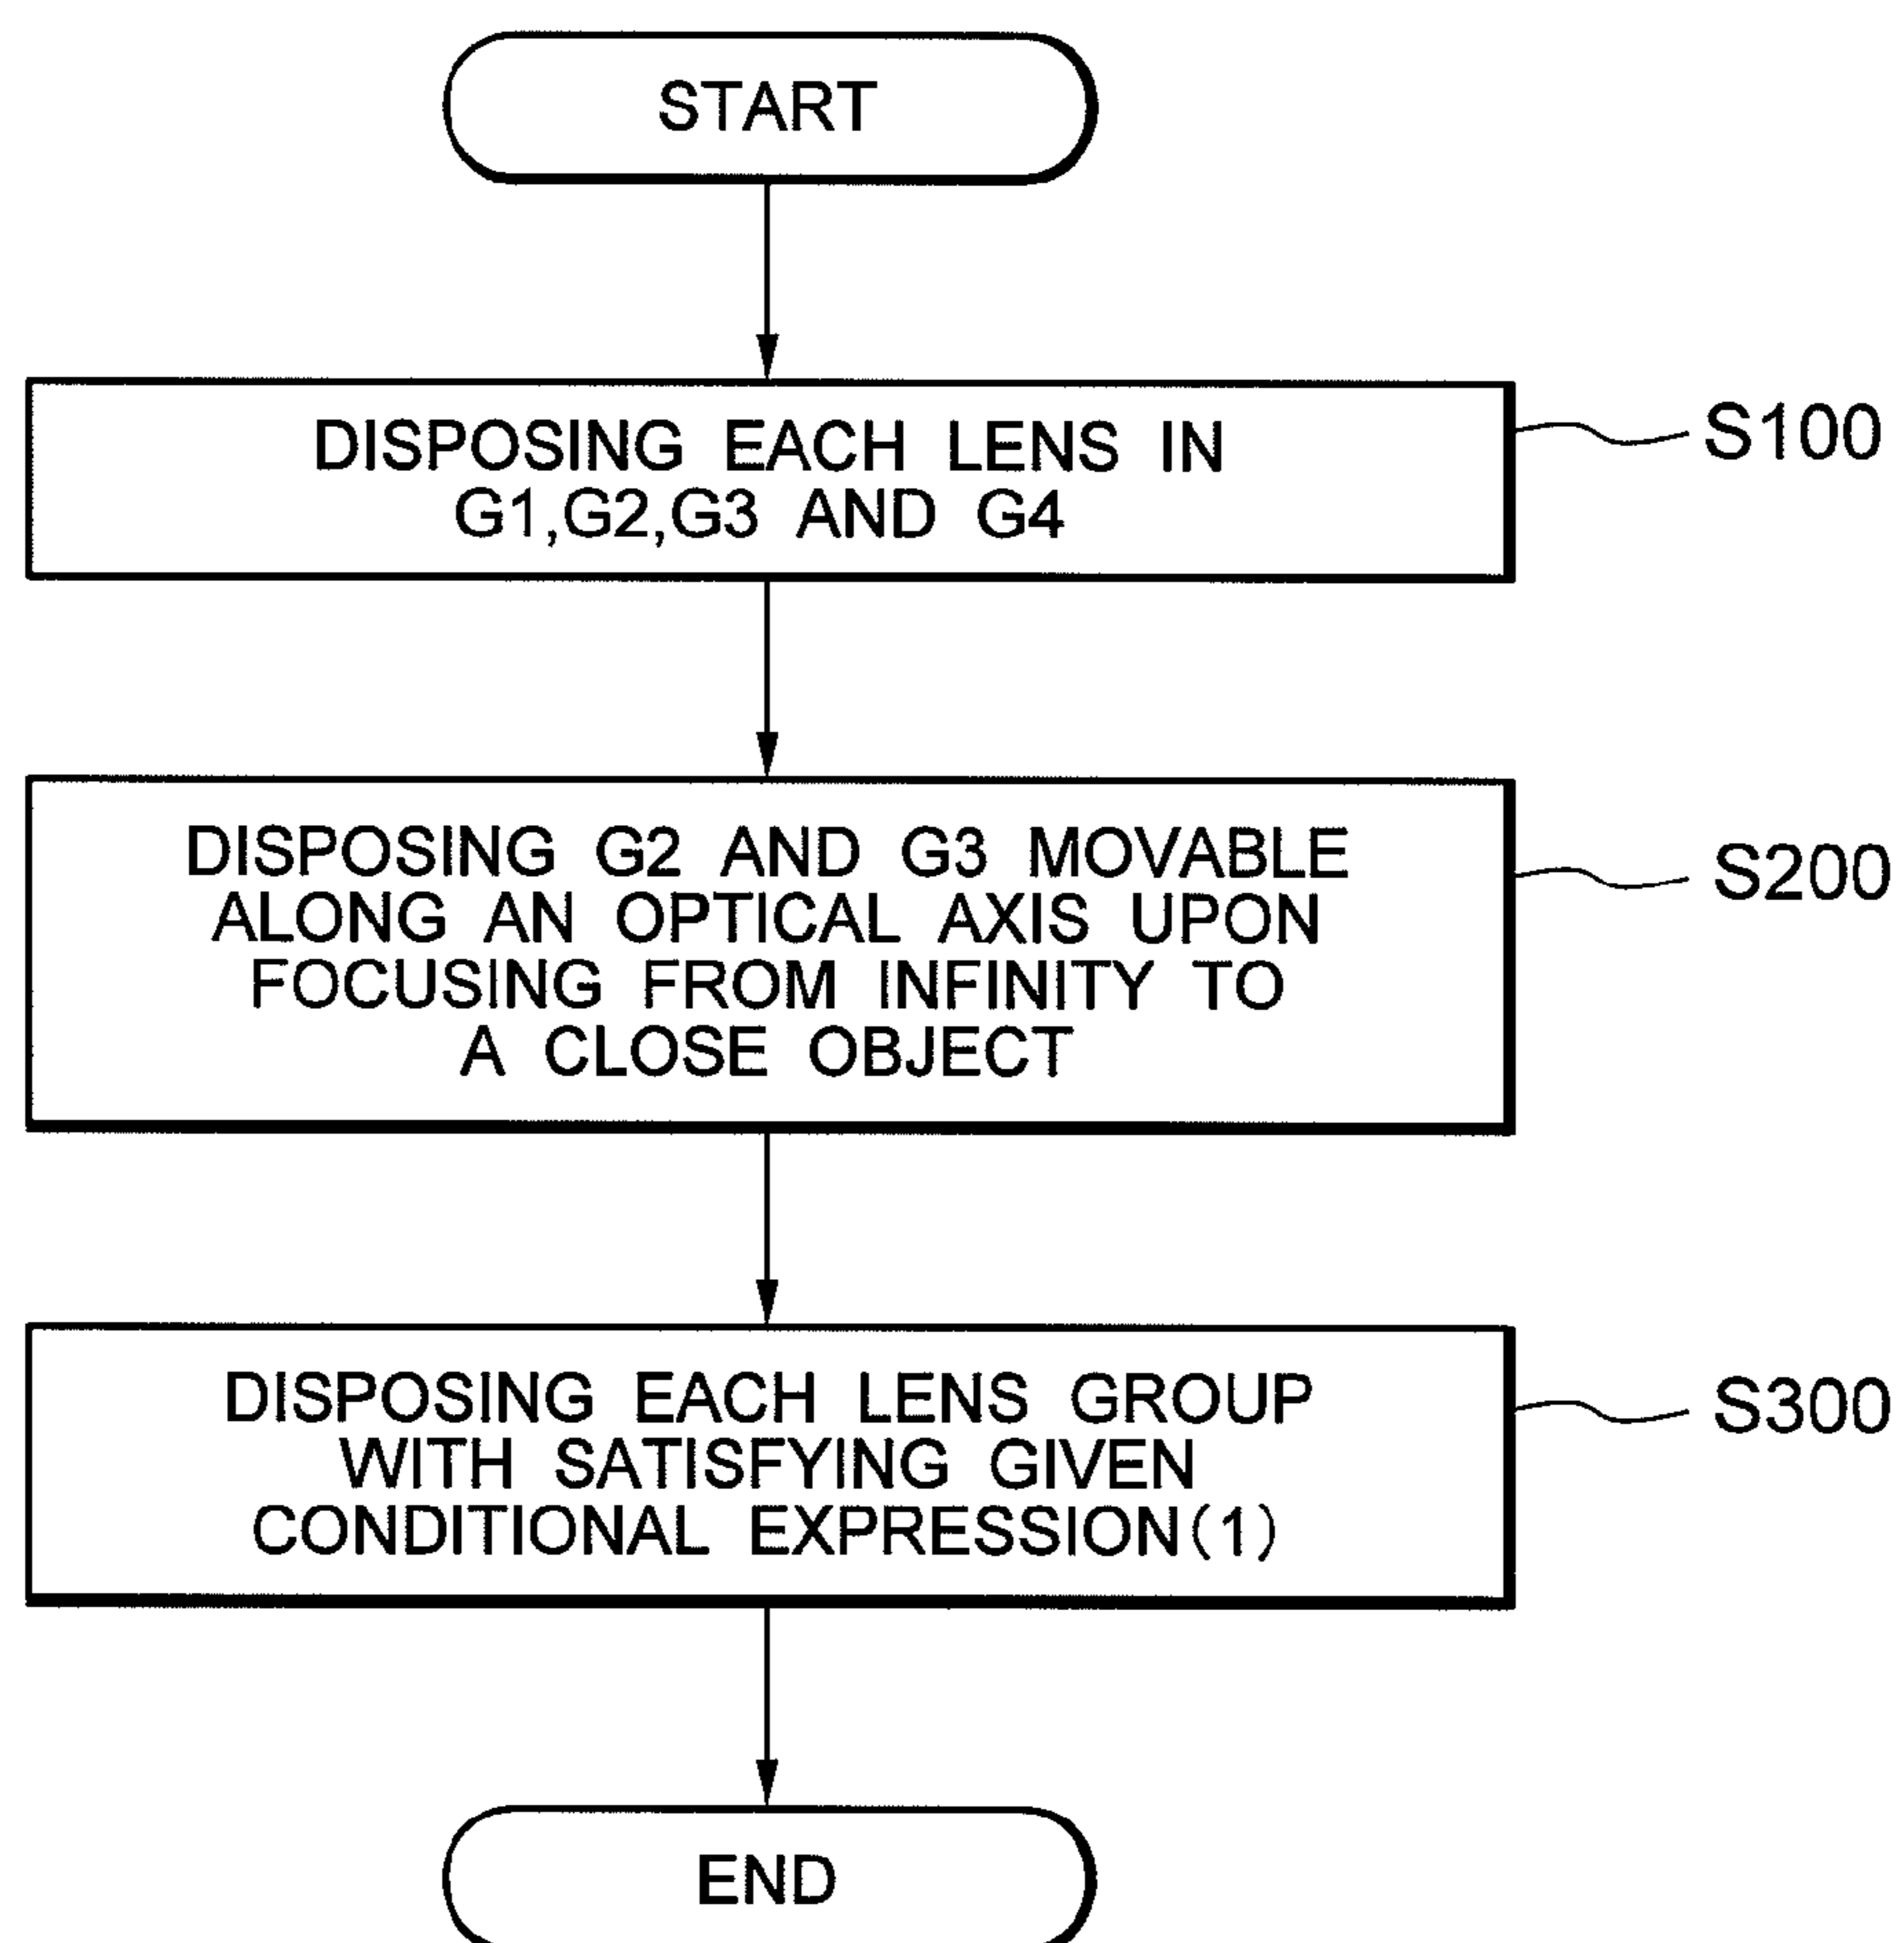 START
DISPOSING EACH LENS IN
G1,G2,G3 AND G4
S100
DISPOSING G2 AND G3 MOVABLE
ALONG AN OPTICAL AXIS UPON
FOCUSING FROM INFINITY TO
A CLOSE OBJECT
S200
DISPOSING EACH LENS GROUP
WITH SATISFYING GIVEN
CONDITIONAL EXPRESSION(1)
S300
END